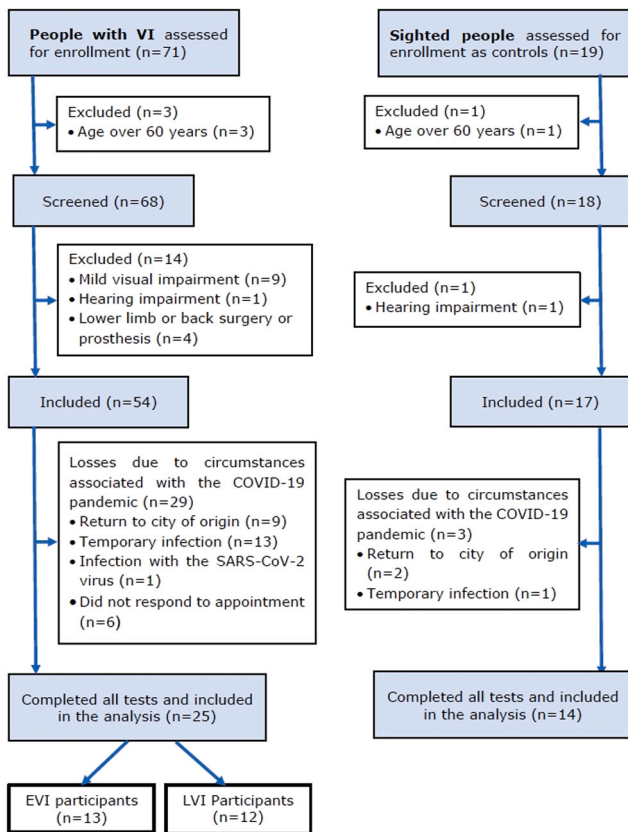 People with VI assessed
for enrollment (n=71)
Excluded (n=3)
• Age over 60 years (n=3)
Screened (n=68)
Excluded (n=14)
• Mild visual impairment (n=9)
• Hearing impairment (n=1)
• Lower limb or back surgery or
prosthesis (n=4)
Included (n=54)
Losses due to circumstances
associated with the COVID-19
pandemic (n=29)
• Return to city of origin (n=9)
• Temporary infection (n=13)
• Infection with the SARS-CoV-2
virus (n=1)
• Did not respond to appointment
(n=6)
Completed all tests and included
in the analysis (n=25)
EVI participants
(n=13)
LVI Participants
(n=12)
Sighted people assessed for
enrollment as controls (n=19)
Excluded (n=1)
• Age over 60 years (n=1)
Screened (n=18)
Excluded (n=1)
• Hearing impairment (n=1)
Included (n=17)
Losses due to circumstances
associated with the COVID-19
pandemic (n=3)
• Return to city of origin
(n=2)
• Temporary infection (n=1)
Completed all tests and included
in the analysis (n=14)